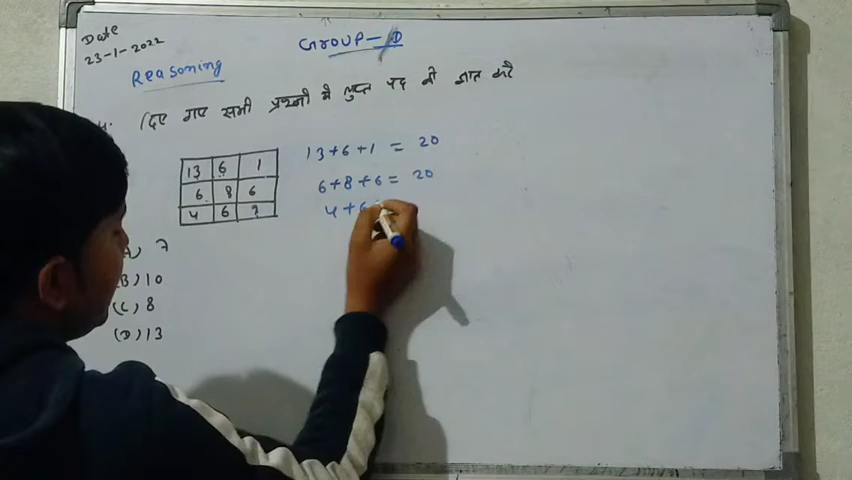 Date
23-1-2022
GROUP-D
Reasoning
दिए गए सभी प्रश्नो मे लुप्त पद को ज्ञात करें
13 6 1
6 8 6
4 6 ?
13+6+1 = 20
6+8+6 = 20
4+6
A) 7
B) 10
(C) 8
(D) 13